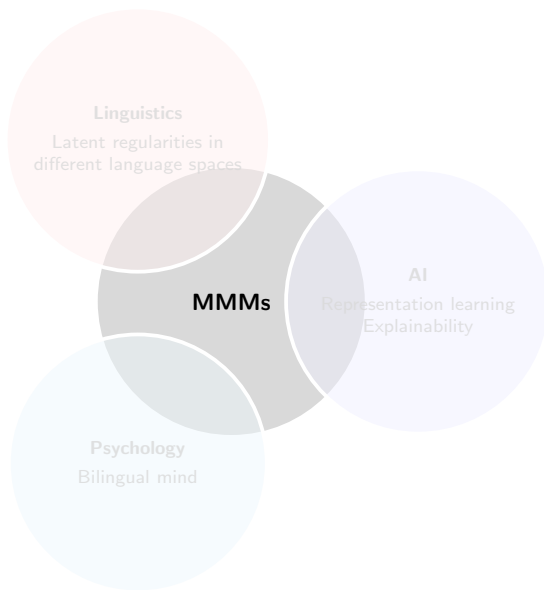 Linguistics
Latent regularities in
different language spaces
AI
MMMs
Representation learning
Explainability
Psychology
Bilingual mind